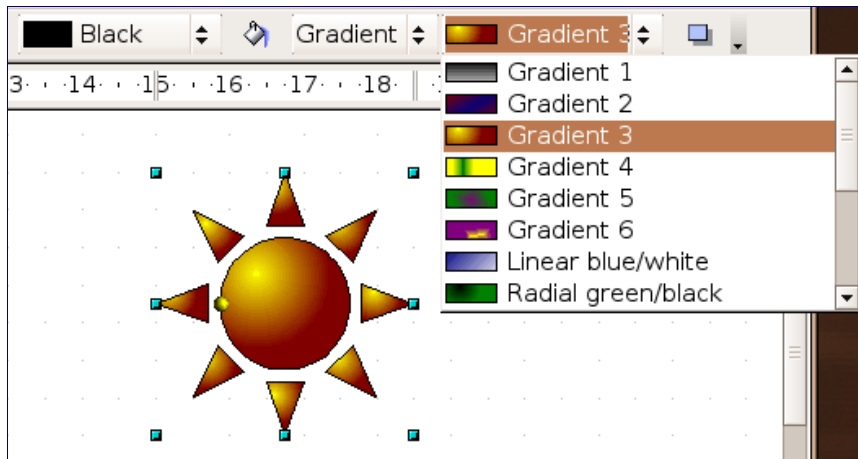 Black Gradient Gradient 3
3 14 15 16 17 18
Gradient 1
Gradient 2
Gradient 3
Gradient 4
Gradient 5
Gradient 6
Linear blue/white
Radial green/black